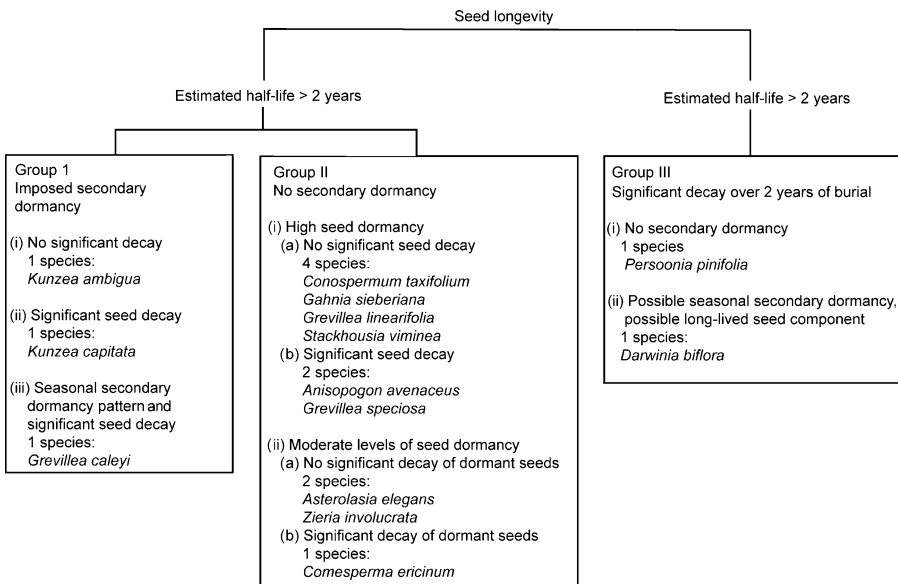 Seed longevity
Estimated half-life > 2 years
Estimated half-life > 2 years
Group 1
Imposed secondary
dormancy
(i) No significant decay
1 species:
Kunzea ambigua
(ii) Significant seed decay
1 species:
Kunzea capitata
(iii) Seasonal secondary
dormancy pattern and
significant seed decay
1 species:
Grevillea caleyi
Group II
No secondary dormancy
(i) High seed dormancy
(a) No significant seed decay
4 species:
Conospermum taxifolium
Gahnia sieberiana
Grevillea linearifolia
Stackhousia viminea
(b) Significant seed decay
2 species:
Anisopogon avenaceus
Grevillea speciosa
(ii) Moderate levels of seed dormancy
(a) No significant decay of dormant seeds
2 species:
Asterolasia elegans
Zieria involucrata
(b) Significant decay of dormant seeds
1 species:
Comesperma ericinum
Group III
Significant decay over 2 years of burial
(i) No secondary dormancy
1 species
Persoonia pinifolia
(ii) Possible seasonal secondary dormancy,
possible long-lived seed component
1 species:
Darwinia biflora